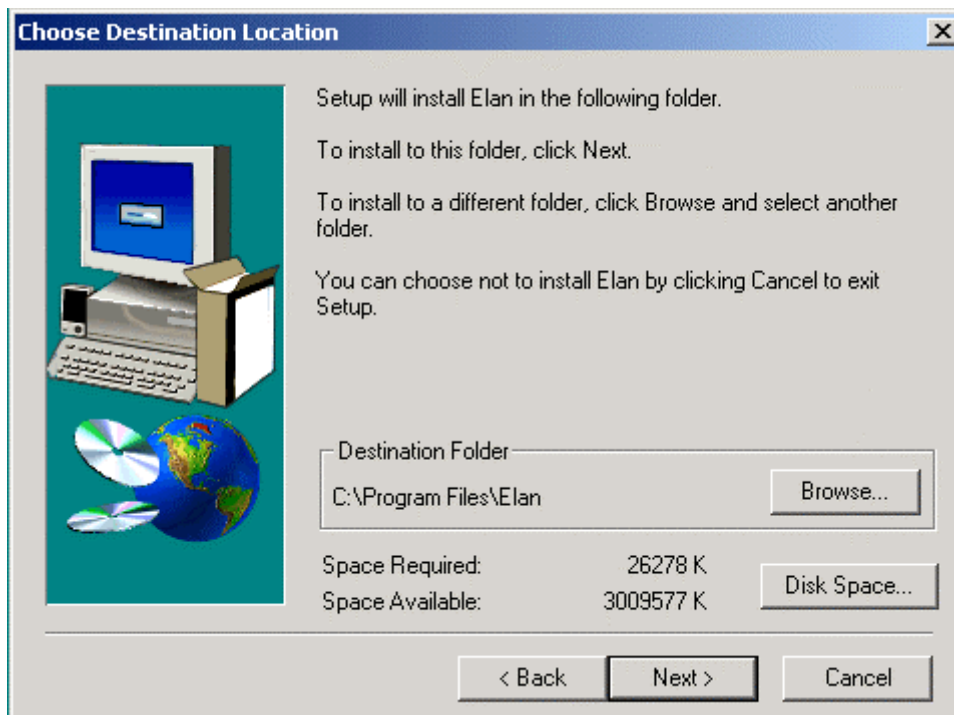 Choose Destination Location
Setup will install Elan in the following folder.
To install to this folder, click Next.
To install to a different folder, click Browse and select another
folder.
You can choose not to install Elan by clicking Cancel to exit
Setup.
Destination Folder
C:\Program Files\Elan
Browse...
Space Required: 26278 K
Space Available: 3009577 K
Disk Space...
< Back Next > Cancel